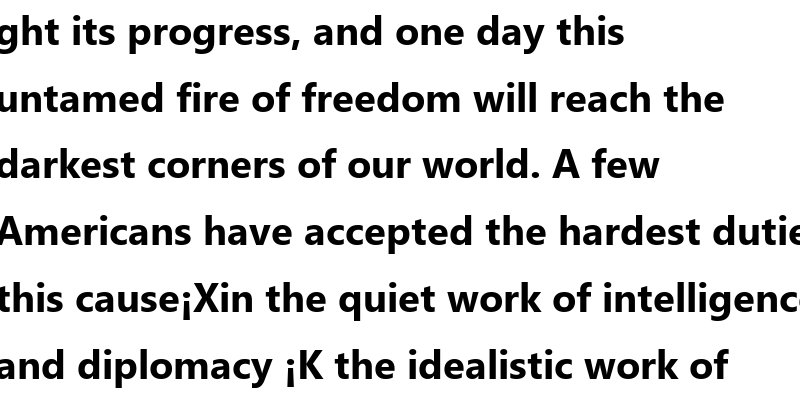 ght its progress, and one day this
untamed fire of freedom will reach the
darkest corners of our world. A few
Americans have accepted the hardest dutie
this cause¡Xin the quiet work of intelligenc
and diplomacy ¡K the idealistic work of